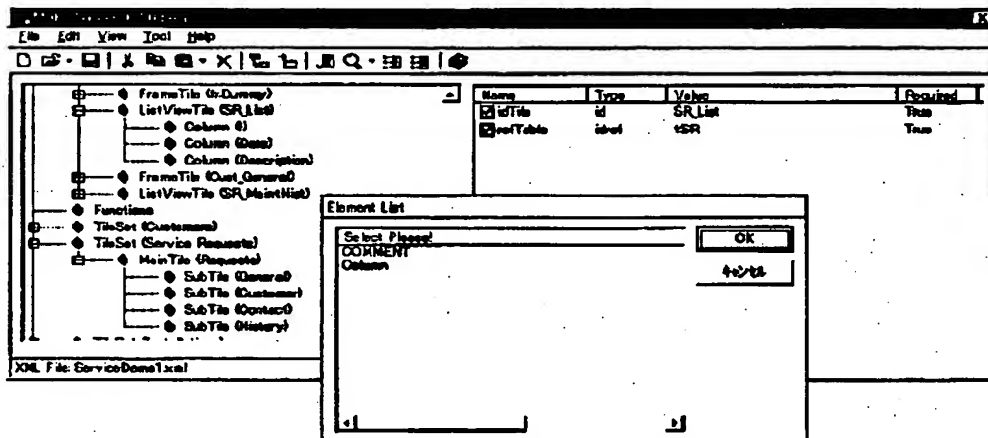 File Edit View Tool Help
FrameTile (fr.Dummy)
ListViewTile (SR_List)
Column (I)
Column (Date)
Column (Description)
FrameTile (Cust_General)
ListViewTile (SR_MaintHist)
Functions
TileSet (Customers)
TileSet (Service Requests)
MainTile (Requests)
SubTile (General)
SubTile (Customer)
SubTile (Contact)
SubTile (History)
XML File: ServiceDemo1.xml
Name Type Value Required
idTile id SR_List True
refTable idref tSR True
Element List
Select Please!
COMMENT
Column
OK
キャンセル